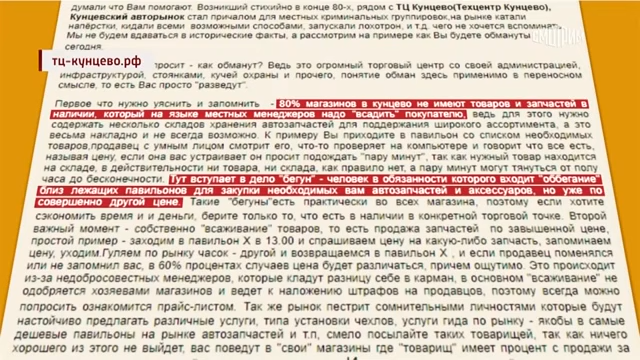 думали что Вам помогают. Возникший стихийно в конце 80-х, рядом с ТЦ Кунцево(Техцентр Кунцево),
Кунцевский авторынок стал причалом для местных криминальных группировок,на рынке катали
напёрстки, кидали всеми возможными способами, запускали лохотрон, и т.д, чего не хочется вспоминать.
Мы не будем вдаваться в исторические факты, а рассмотрим на примере как Вы будете обмануты
сегодня.
СМОТРИМ
тц-кунцево.рф
просит - как обманут? Ведь это огромный торговый центр со своей администрацией,
инфраструктурой, стоянками, кучей охраны и прочего, понятие обман здесь применимо в переносном
смысле, то есть Вас просто "разведут".
Первое что нужно уяснить и запомнить - 80% магазинов в кунцево не имеют товаров и запчастей в
наличии, который на языке местных менеджеров надо "всадить" покупателю, ведь для этого нужно
содержать несколько складов хранения автозапчастей для поддержания широкого ассортимента, а это
весьма накладно и не всегда возможно. К примеру Вы приходите в павильон со списком необходимых
товаров,продавец с умным лицом смотрит его, что-то проверяет на компьютере и говорит что все есть,
называя цену, если она вас устраивает он просит подождать "пару минут", так как нужный товар находится
на складе, в действительности ни товара, ни склада, как правило нет, а пару минут могут тянуться от полу
часа до бесконечности. Тут вступает в дело "бегун" - человек в обязанности которого входит "оббегание"
близ лежащих павильонов для закупки необходимых вам автозапчастей и аксессуаров, но уже по
совершенно другой цене. Такие "бегуны"есть практически во всех магазина, поэтому если хотите
сэкономить время и и деньги, берите только то, что есть в наличии в конкретной торговой точке. Второй
важный момент - собственно "всаживание" товаров, то есть продажа запчастей по завышенной цене,
простой пример - заходим в павильон X в 13.00 и спрашиваем цену на какую-либо запчасть, запоминаем
цену, уходим.Гуляем по рынку часок - другой и возвращаемся в павильон X , и если продавец поменялся
или не запомнил вас, в 60% процентах случаев цена будет различаться, причем ощутимо. Это происходит
из-за недобросовестных менеджеров, которые кладут разницу себе в карман, в основном "всаживание" не
одобряется хозяевами магазинов и ведет к наложению штрафов на продавцов, поэтому всегда можно
попросить ознакомится прайс-листом. Так же рынок пестрит сомнительными личностями которые будут
настойчиво предлагать различные услуги, типа установки чехлов, услуги гида по рынку - якобы в самые
дешевые павильоны на рынке автозапчастей и т.п, смело посылайте таких товарищей, так как ничего
хорошего из этого не выйдет, вас поведут в "свои" магазины где "товарищ" имеет процент с продажи за